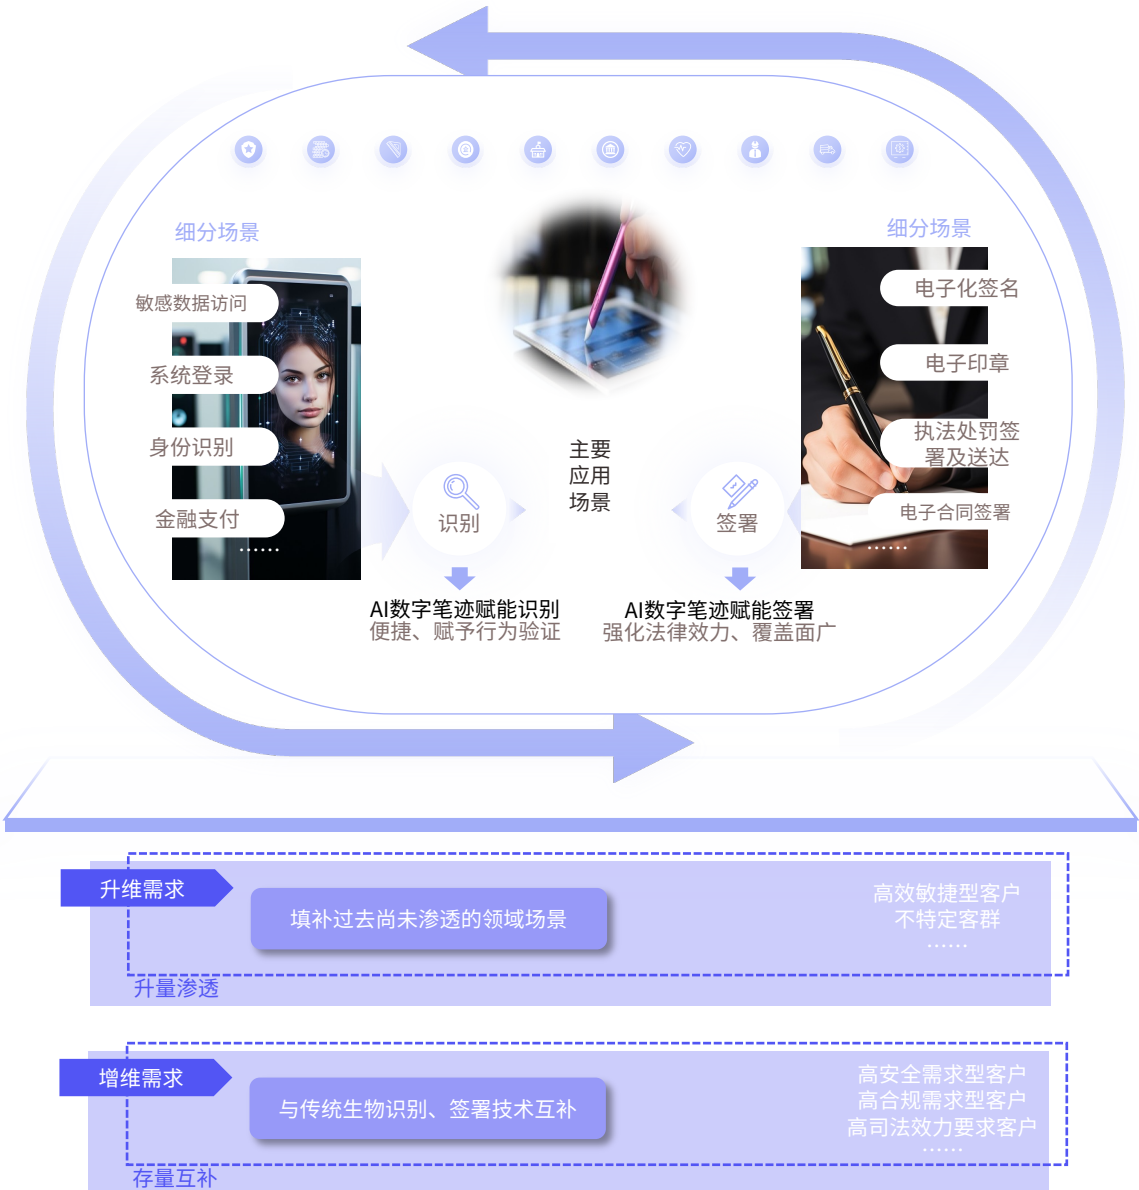 细分场景
细分场景
敏感数据访问
系统登录
身份识别
金融支付
······
电子化签名
电子印章
执法处罚签
署及送达
电子合同签署
······
主要
应用
场景
识别
签署
AI数字笔迹赋能识别
便捷、赋予行为验证
AI数字笔迹赋能签署
强化法律效力、覆盖面广
升维需求
填补过去尚未渗透的领域场景
高效敏捷型客户
不特定客群
······
升量渗透
增维需求
与传统生物识别、签署技术互补
高安全需求型客户
高合规需求型客户
高司法效力要求客户
······
存量互补